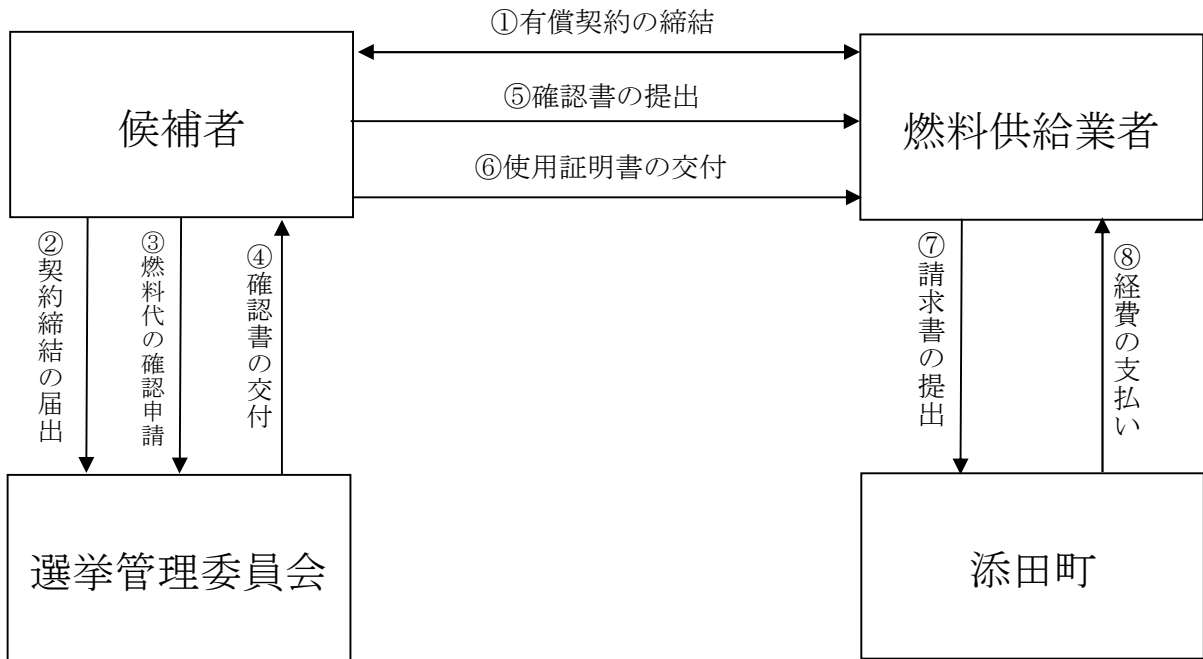 ①有償契約の締結
候補者
⑤確認書の提出
燃料供給業者
⑥使用証明書の交付
②契約締結の届出
③燃料代の確認申請
④確認書の交付
⑦請求書の提出
⑧経費の支払い
選挙管理委員会
添田町